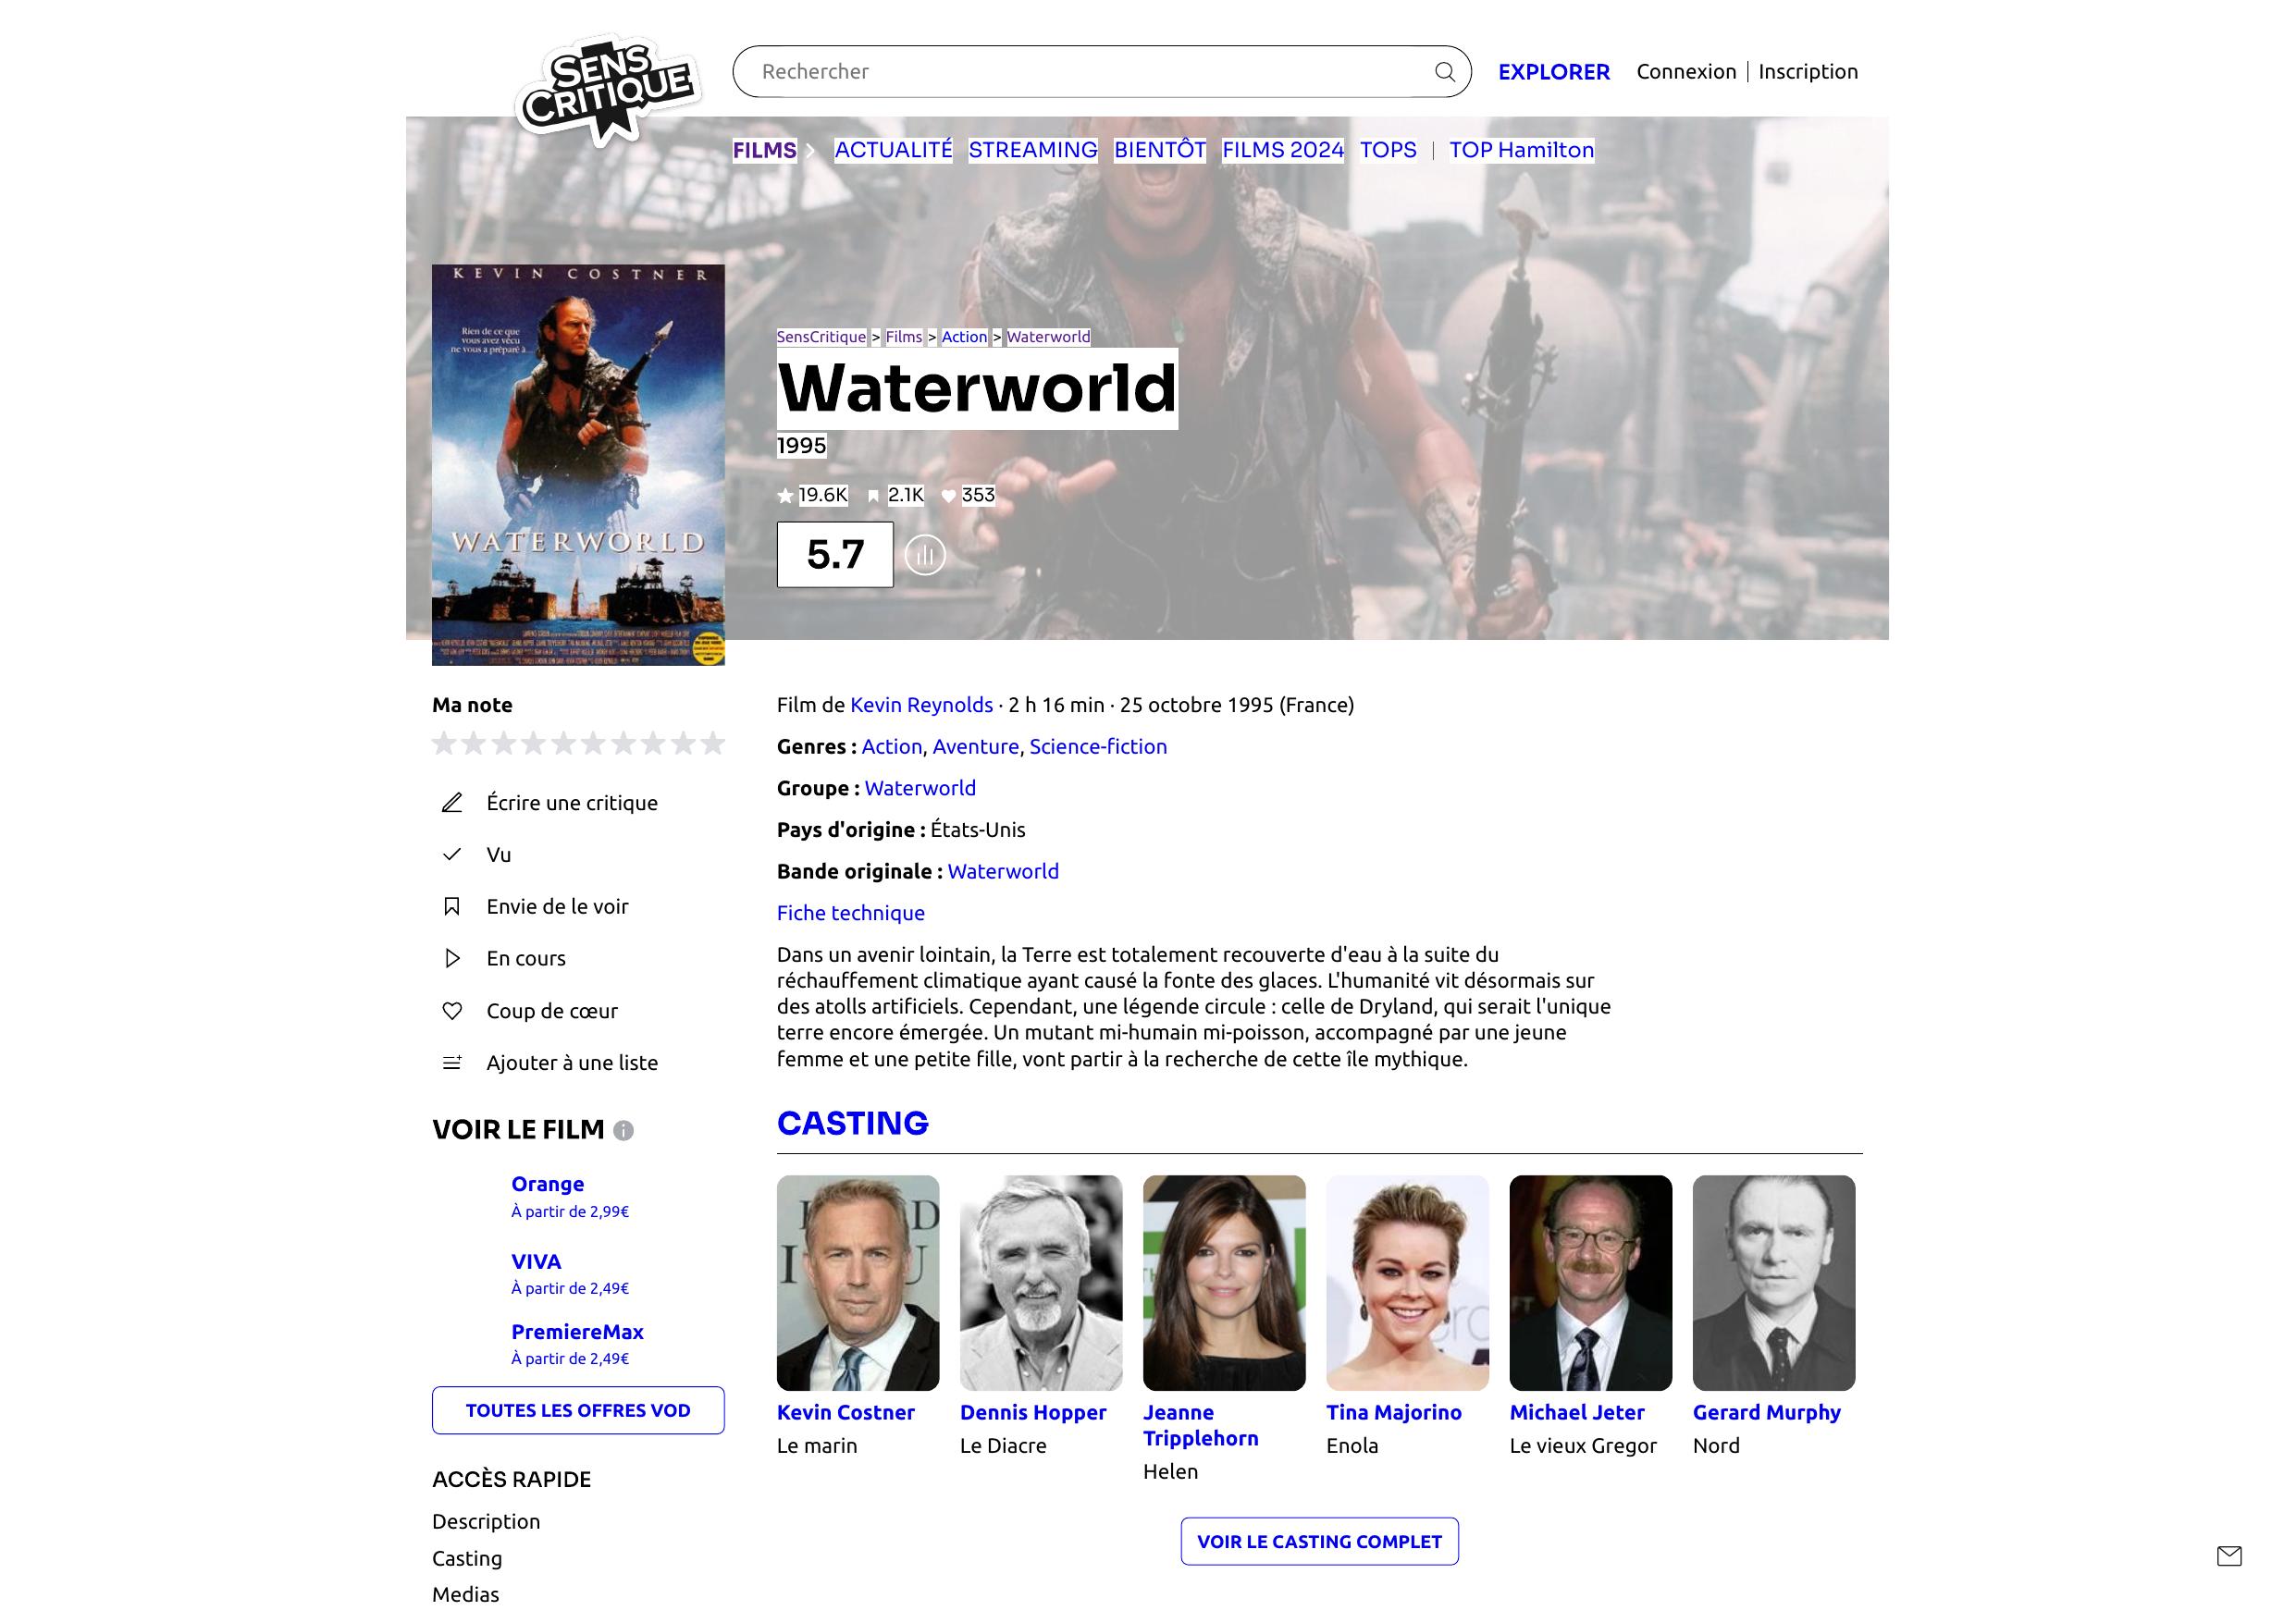 SENS
CRITIQUE
Rechercher
EXPLORER
Connexion | Inscription
FILMS
ACTUALITÉ STREAMING BIENTÔT FILMS 2024 TOPS | TOP Hamilton
KEVIN COSTNER
Rien de ce que
vous avez vécu
ne vous a préparé à
WATERWORLD
SensCritique > Films > Action > Waterworld
Waterworld
1995
19.6K 2.1K 353
5.7
Ma note
Écrire une critique
Vu
Envie de le voir
En cours
Coup de cœur
Ajouter à une liste
VOIR LE FILM
Orange
À partir de 2,99€
VIVA
À partir de 2,49€
PremiereMax
À partir de 2,49€
TOUTES LES OFFRES VOD
ACCÈS RAPIDE
Description
Casting
Medias
Film de Kevin Reynolds · 2 h 16 min · 25 octobre 1995 (France)
Genres : Action, Aventure, Science-fiction
Groupe : Waterworld
Pays d'origine : États-Unis
Bande originale : Waterworld
Fiche technique
Dans un avenir lointain, la Terre est totalement recouverte d'eau à la suite du
réchauffement climatique ayant causé la fonte des glaces. L'humanité vit désormais sur
des atolls artificiels. Cependant, une légende circule : celle de Dryland, qui serait l'unique
terre encore émergée. Un mutant mi-humain mi-poisson, accompagné par une jeune
femme et une petite fille, vont partir à la recherche de cette île mythique.
CASTING
Kevin Costner
Le marin
Dennis Hopper
Le Diacre
Jeanne
Tripplehorn
Helen
Tina Majorino
Enola
Michael Jeter
Le vieux Gregor
Gerard Murphy
Nord
VOIR LE CASTING COMPLET